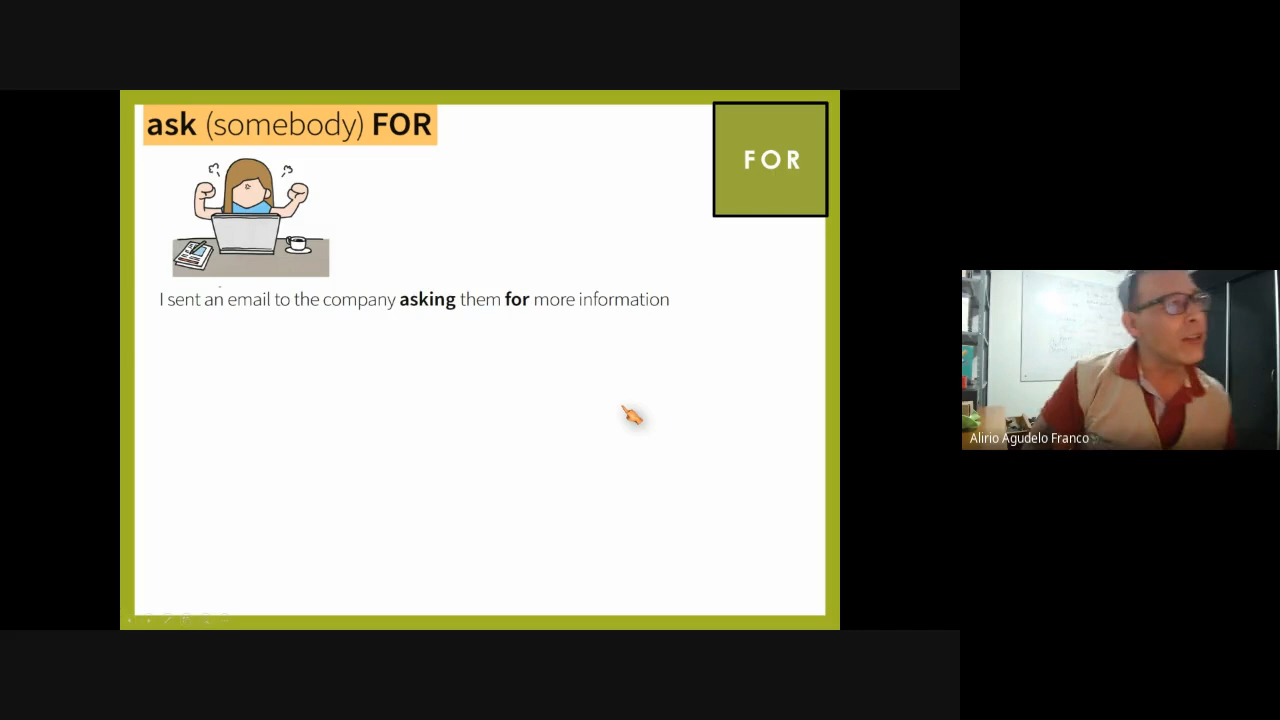 ask (somebody) FOR
FOR
I sent an email to the company asking them for more information
Alirio Agudelo Franco